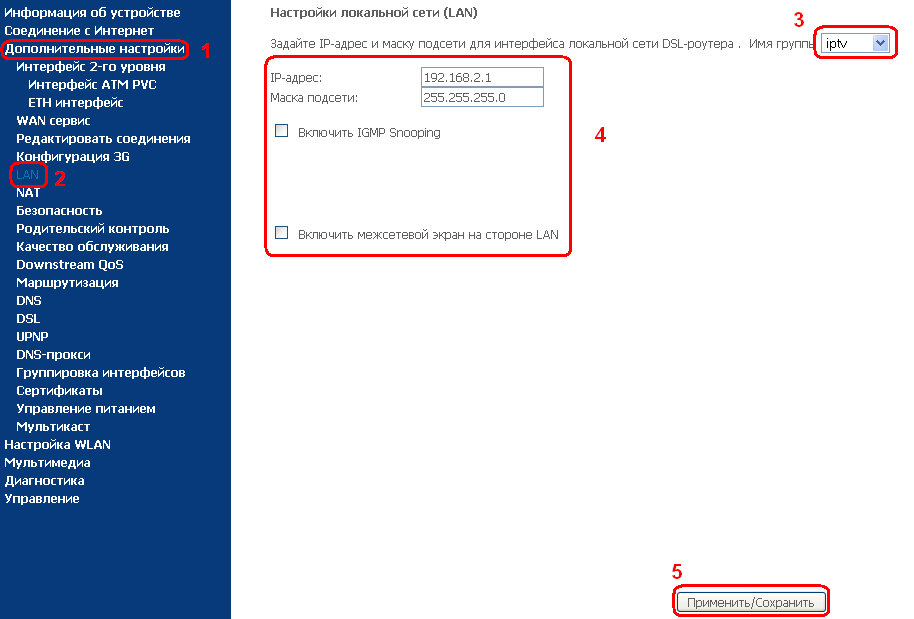 Информация об устройстве
Соединение с Интернет
Дополнительные настройки 1
Интерфейс 2-го уровня
Интерфейс ATM PVC
ETH интерфейс
WAN сервис
Редактировать соединения
Конфигурация 3G
LAN 2
NAT
Безопасность
Родительский контроль
Качество обслуживания
Downstream QoS
Маршрутизация
DNS
DSL
UPNP
DNS-прокси
Группировка интерфейсов
Сертификаты
Управление питанием
Мультикаст
Настройка WLAN
Мультимедиа
Диагностика
Управление
Настройки локальной сети (LAN)
3
Задайте IP-адрес и маску подсети для интерфейса локальной сети DSL-роутера . Имя группы iptv
IP-адрес: 192.168.2.1
Маска подсети: 255.255.255.0
Включить IGMP Snooping
4
Включить межсетевой экран на стороне LAN
5
Применить/Сохранить